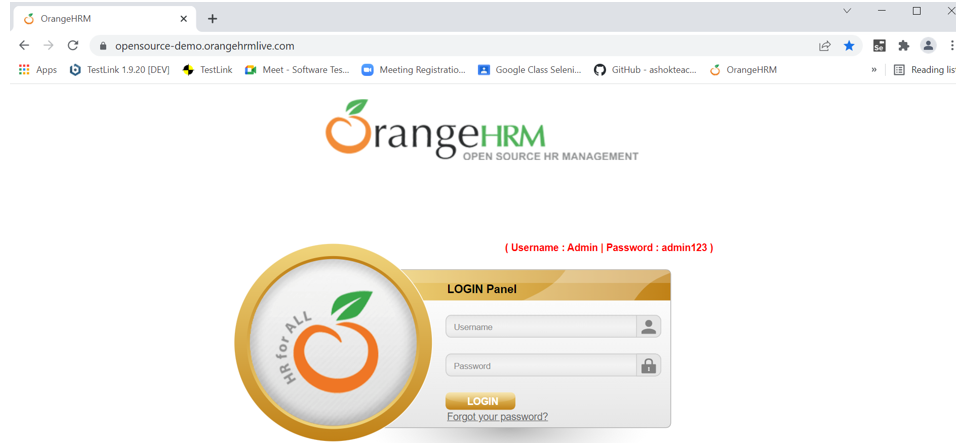 OrangeHRM
opensource-demo.orangehrmlive.com
Apps TestLink 1.9.20 [DEV] TestLink Meet - Software Tes... Meeting Registratio... Google Class Seleni... GitHub - ashokteac... OrangeHRM » Reading lis
OrangeHRM
OPEN SOURCE HR MANAGEMENT
( Username : Admin | Password : admin123 )
HR for ALL
LOGIN Panel
Username
Password
LOGIN
Forgot your password?